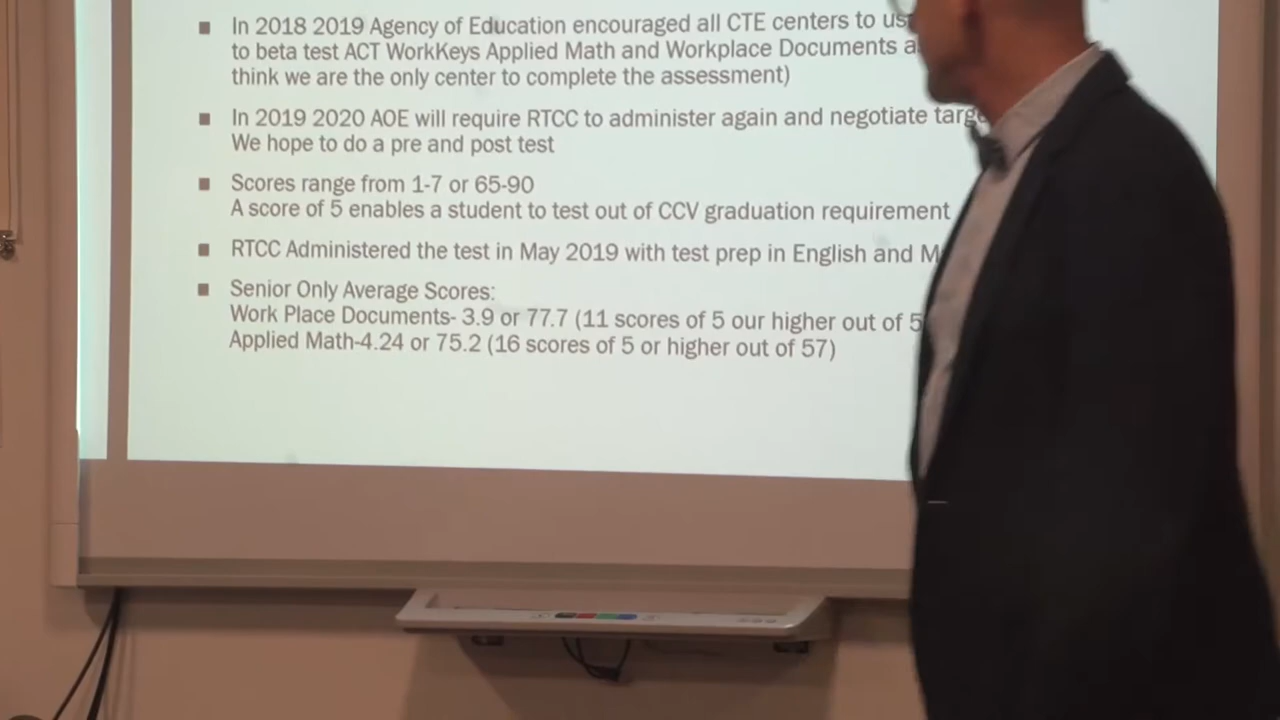 In 2018 2019 Agency of Education encouraged all CTE centers to
to beta test ACT WorkKeys Applied Math and Workplace Documents
think we are the only center to complete the assessment)
In 2019 2020 AOE will require RTCC to administer again and negotiate
We hope to do a pre and post test
Scores range from 1-7 or 65-90
A score of 5 enables a student to test out of CCV graduation requirement
RTCC Administered the test in May 2019 with test prep in English and
Senior Only Average Scores:
Work Place Documents- 3.9 or 77.7 (11 scores of 5 our higher out of
Applied Math-4.24 or 75.2 (16 scores of 5 or higher out of 57)